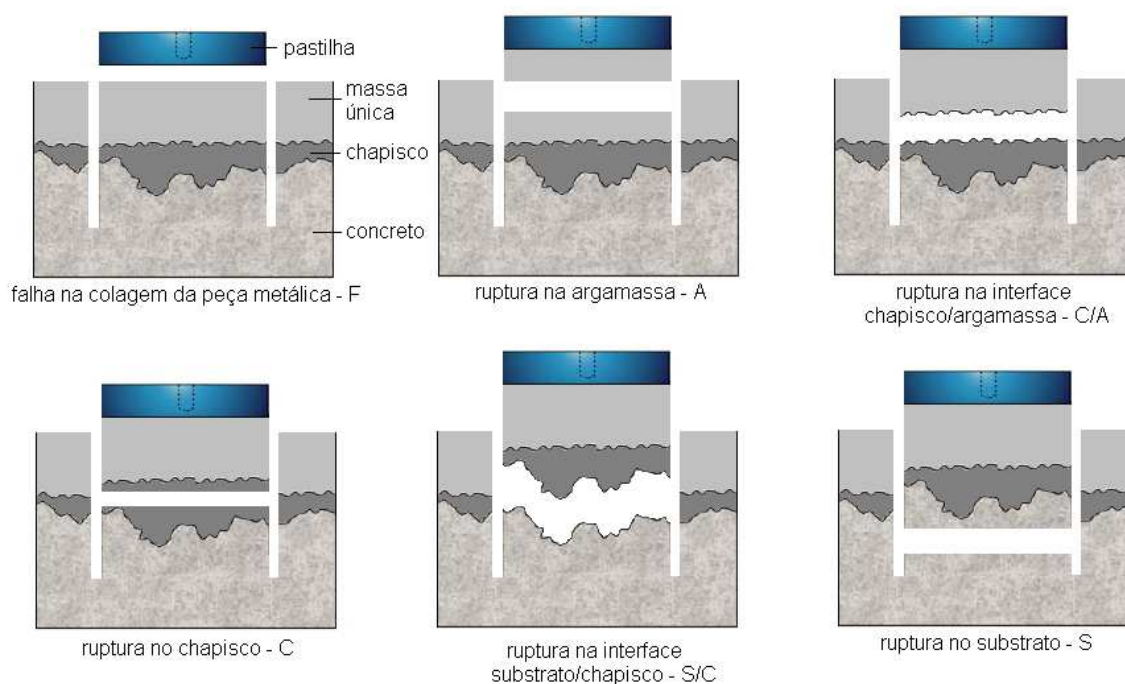 pastilha
massa
única
chapisco
concreto
falha na colagem da peça metálica - F
ruptura na argamassa - A
ruptura na interface
chapisco/argamassa - C/A
ruptura no chapisco - C
ruptura na interface
substrato/chapisco - S/C
ruptura no substrato - S